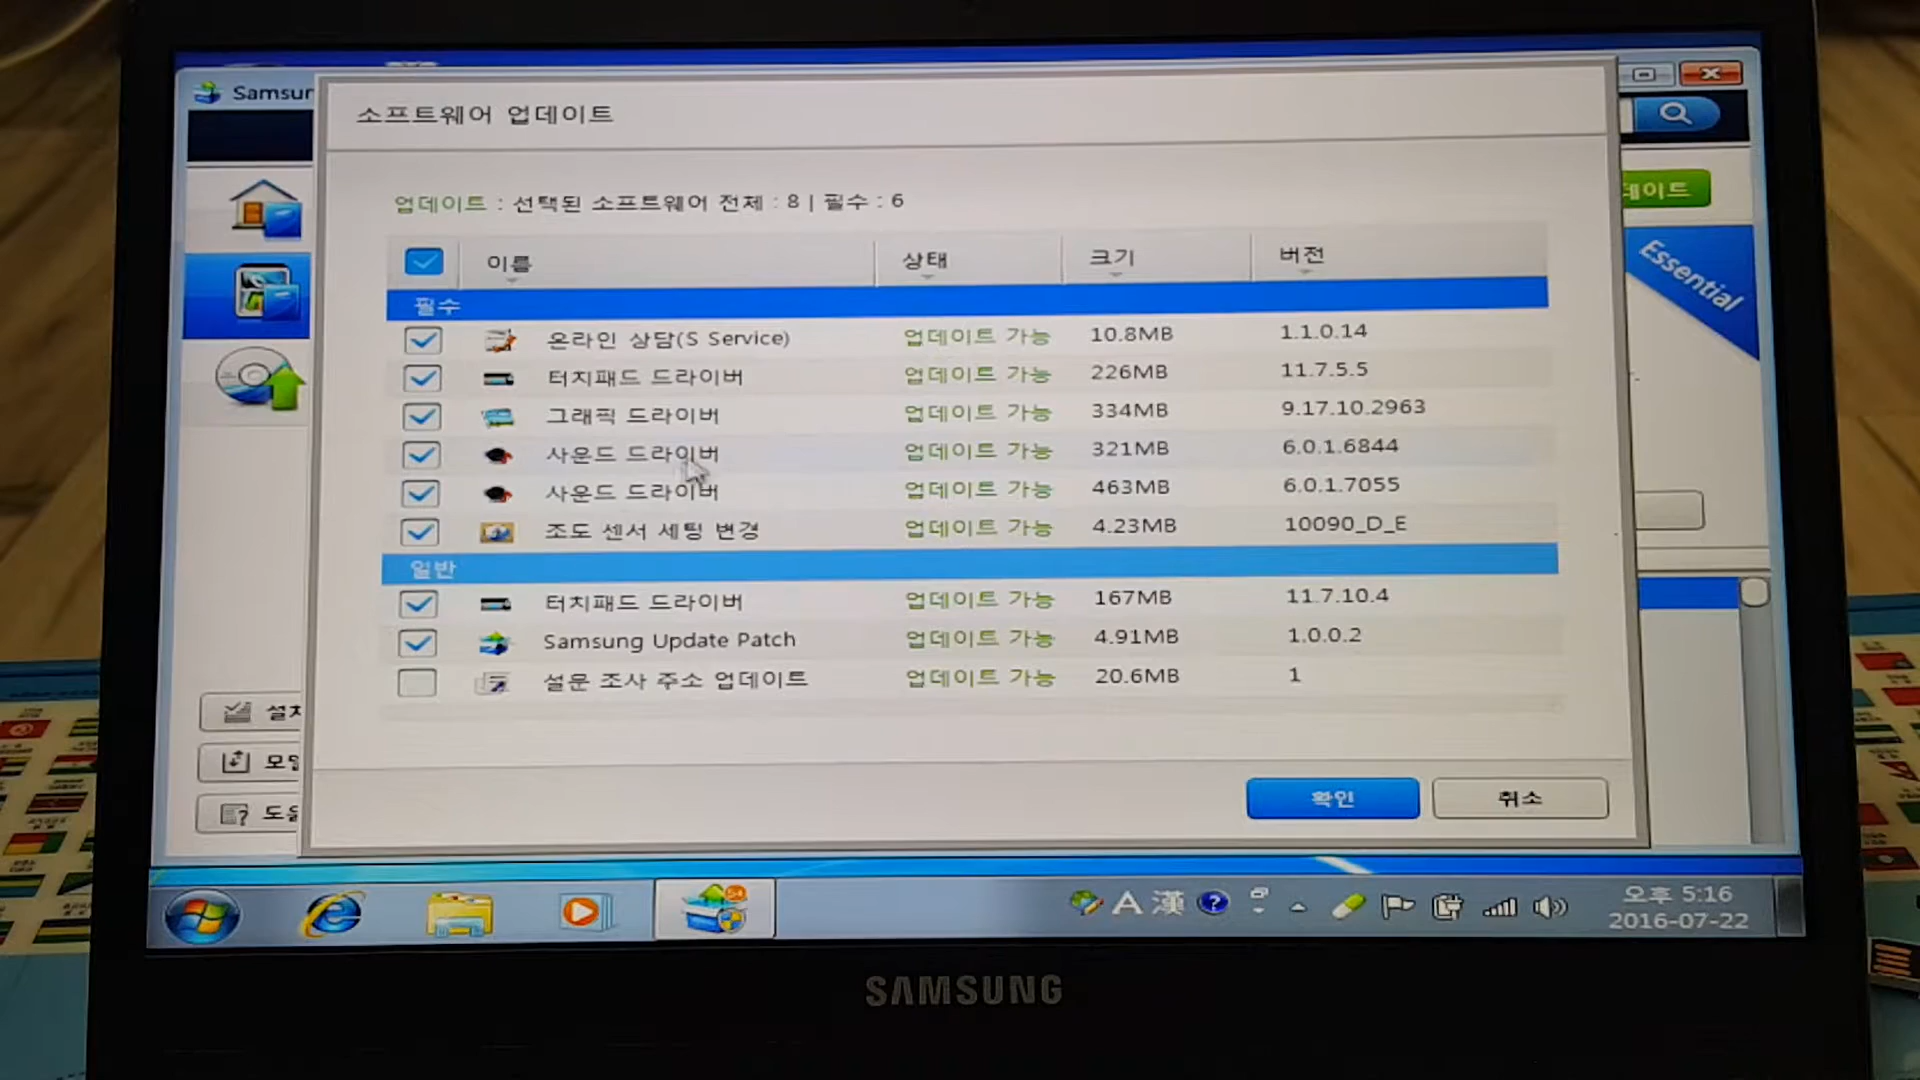 Samsun
소프트웨어 업데이트
데이트
Essential
업데이트 : 선택된 소프트웨어 전체 : 8 | 필수 : 6
이름 상태 크기 버전
필수
온라인 상담(S Service) 업데이트 가능 10.8MB 1.1.0.14
터치패드 드라이버 업데이트 가능 226MB 11.7.5.5
그래픽 드라이버 업데이트 가능 334MB 9.17.10.2963
사운드 드라이버 업데이트 가능 321MB 6.0.1.6844
사운드 드라이버 업데이트 가능 463MB 6.0.1.7055
조도 센서 세팅 변경 업데이트 가능 4.23MB 10090_D_E
일반
터치패드 드라이버 업데이트 가능 167MB 11.7.10.4
Samsung Update Patch 업데이트 가능 4.91MB 1.0.0.2
설문 조사 주소 업데이트 업데이트 가능 20.6MB 1
설치
모델
도움
확인 취소
54
A 漢 ?
오후 5:16
2016-07-22
SAMSUNG